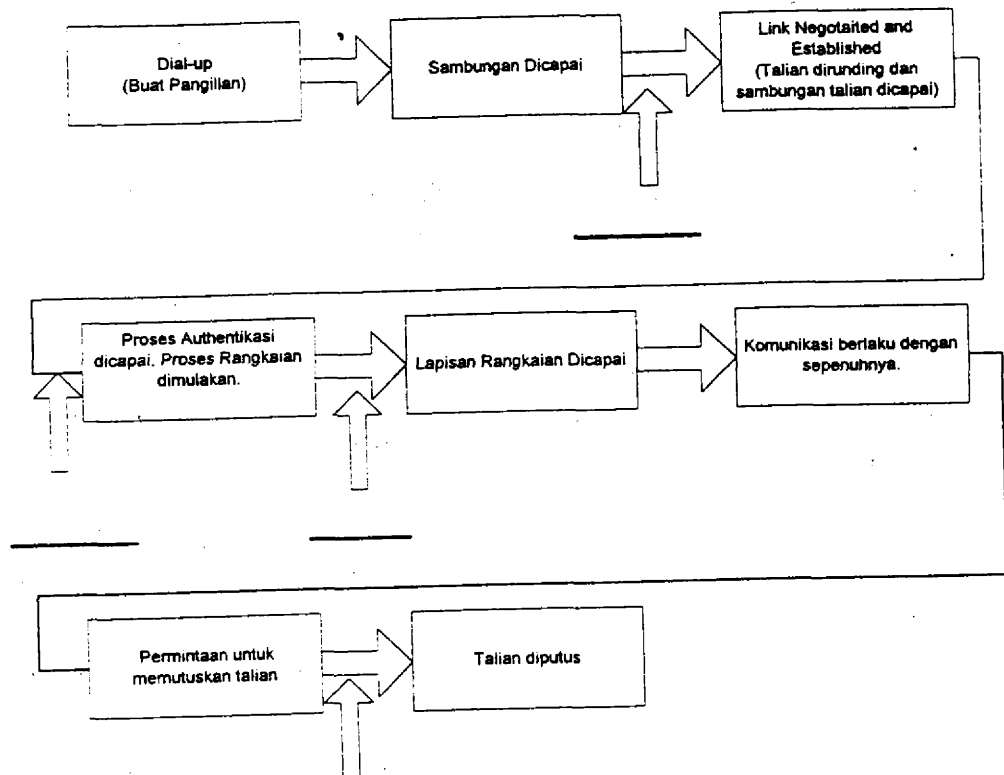 Dial-up
(Buat Pangilian)
Sambungan Dicapai
Link Negotaited and
Established
(Talian dirunding dan
sambungan talian dicapai)
Proses Authentikasi
dicapai. Proses Rangkaian
dimulakan.
Lapisan Rangkaian Dicapai
Komunikasi berlaku dengan
sepenuhnya.
Permintaan untuk
memutuskan talian
Talian diputus